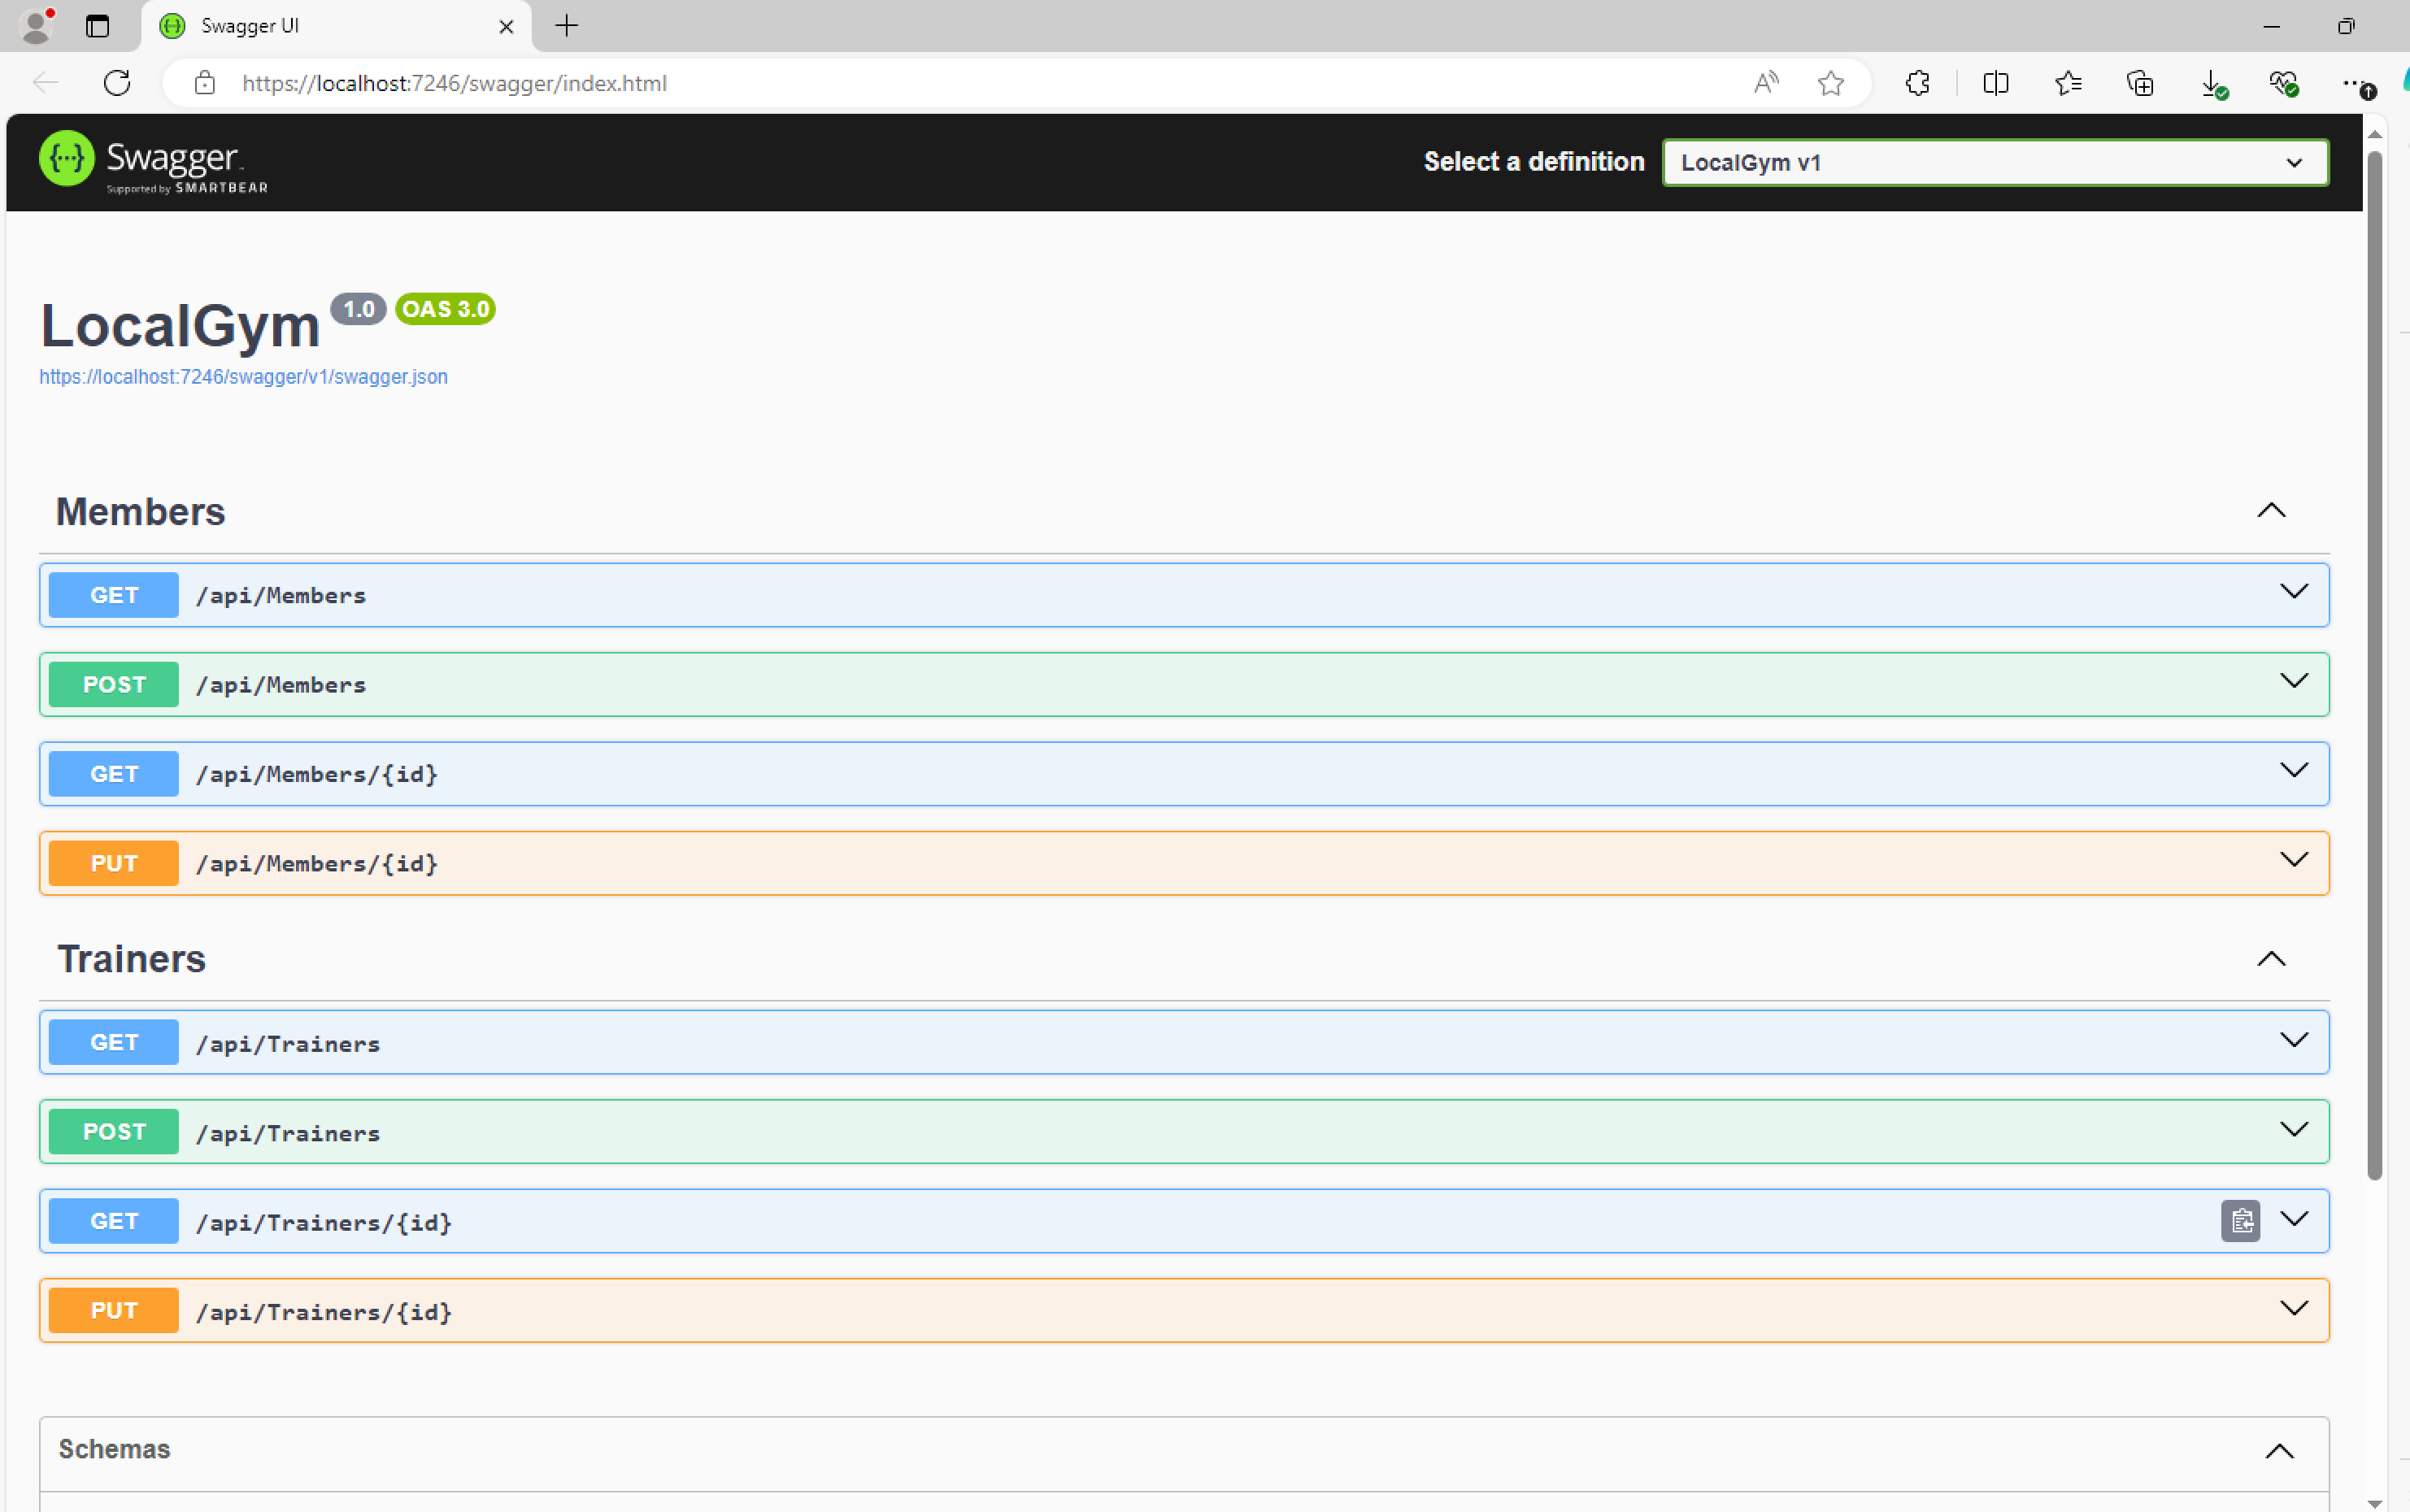 Swagger UI
https://localhost:7246/swagger/index.html
Swagger
Supported by SMARTBEAR
Select a definition
LocalGym v1
LocalGym 1.0 OAS 3.0
https://localhost:7246/swagger/v1/swagger.json
Members
GET /api/Members
POST /api/Members
GET /api/Members/{id}
PUT /api/Members/{id}
Trainers
GET /api/Trainers
POST /api/Trainers
GET /api/Trainers/{id}
PUT /api/Trainers/{id}
Schemas